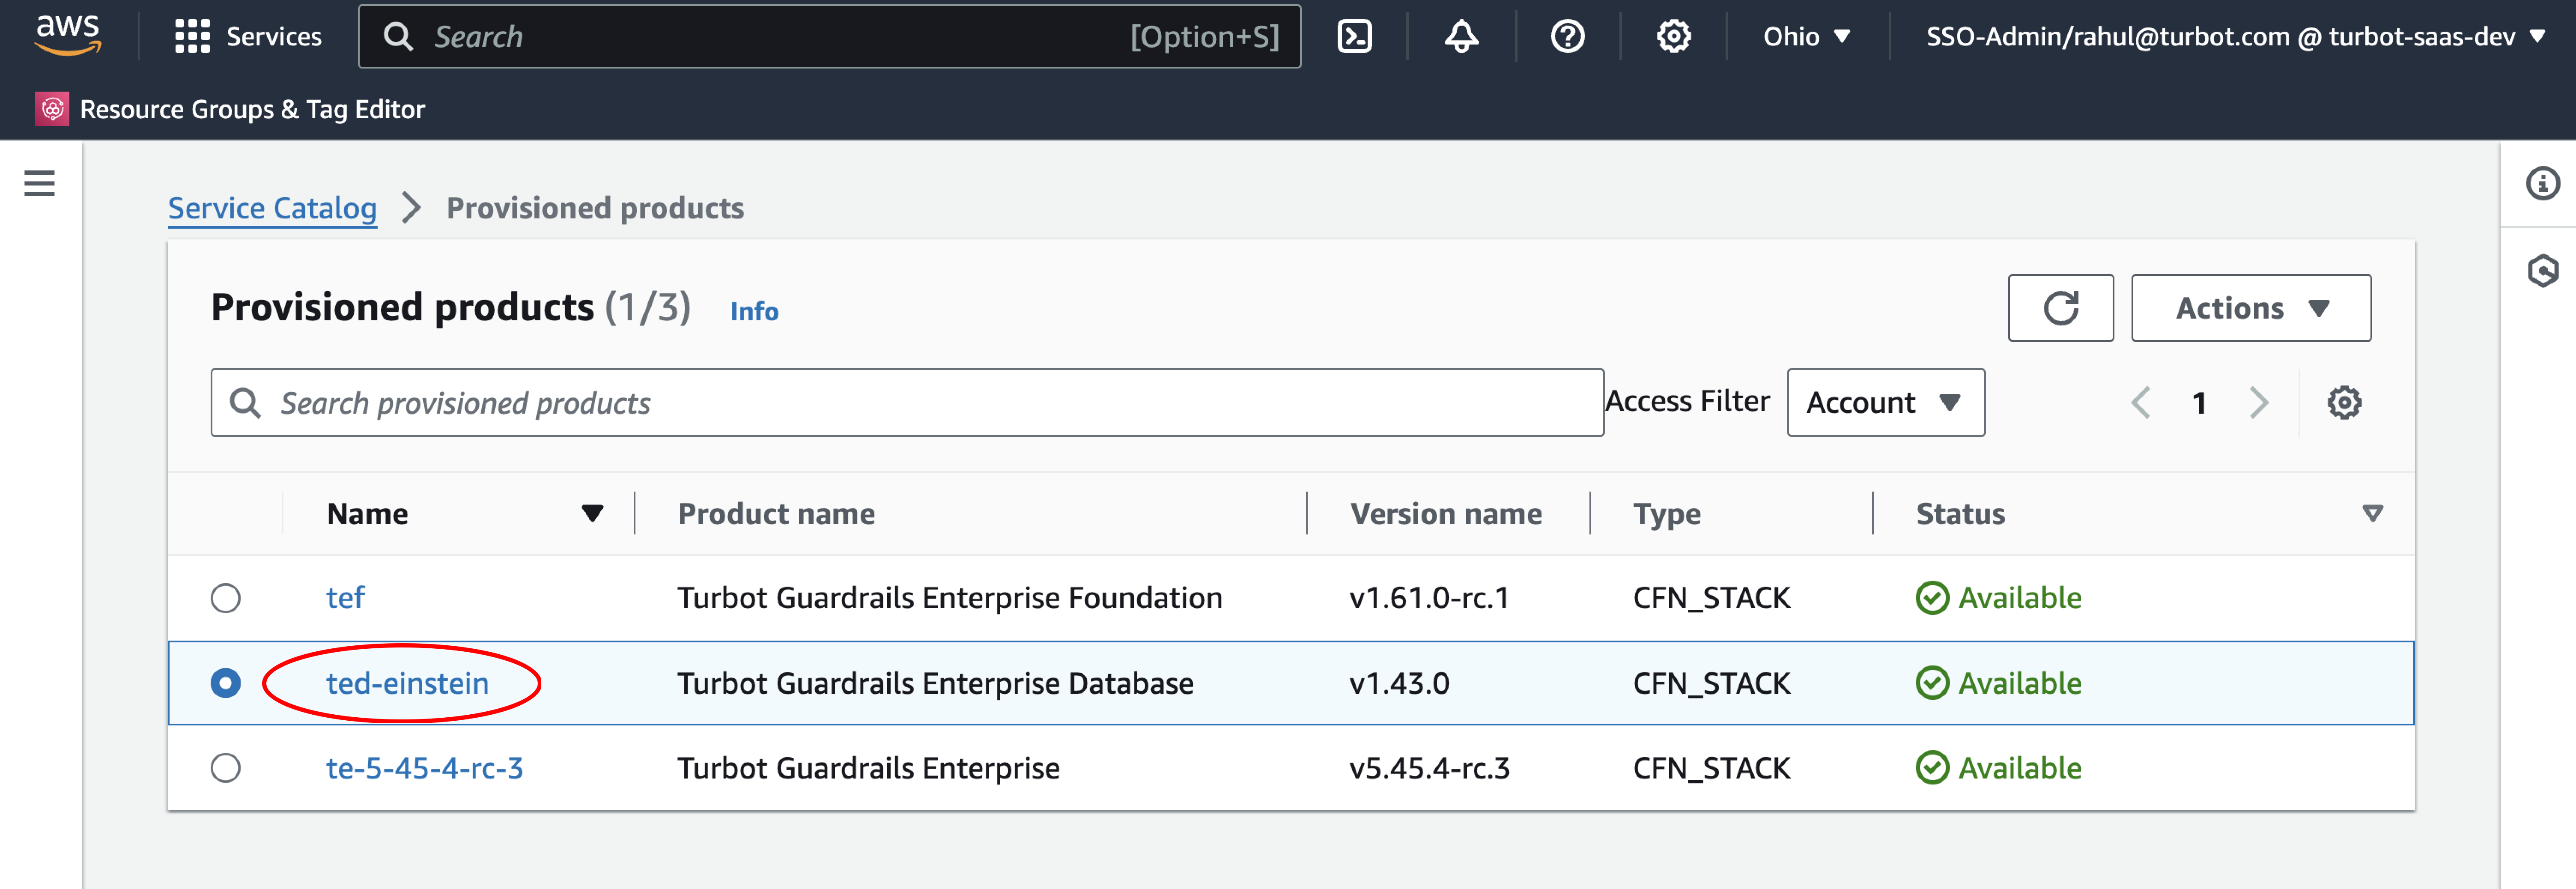 aws Services Search [Option+S] Ohio SSO-Admin/rahul@turbot.com @ turbot-saas-dev
Resource Groups & Tag Editor
Service Catalog Provisioned products
Provisioned products (1/3) Info Actions
Search provisioned products Access Filter Account 1
Name Product name Version name Type Status
tef Turbot Guardrails Enterprise Foundation v1.61.0-rc.1 CFN_STACK Available
ted-einstein Turbot Guardrails Enterprise Database v1.43.0 CFN_STACK Available
te-5-45-4-rc-3 Turbot Guardrails Enterprise v5.45.4-rc.3 CFN_STACK Available